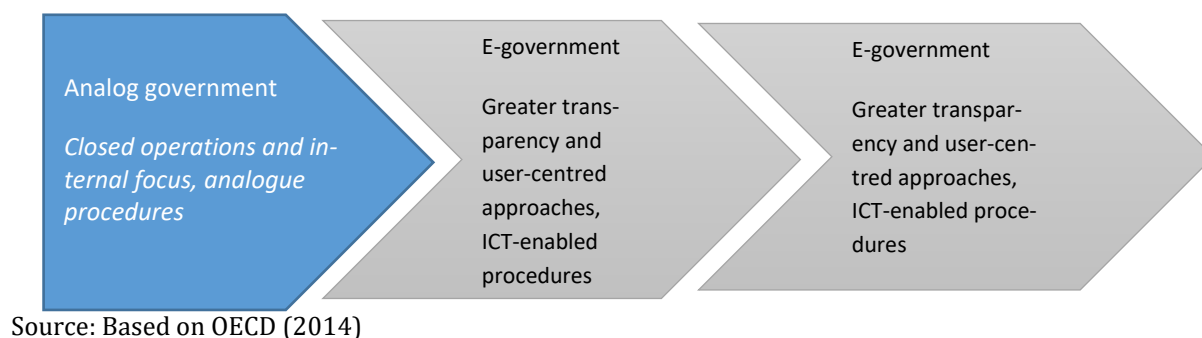 Analog government
Closed operations and in-
ternal focus, analogue
procedures
E-government
Greater trans-
parency and
user-centred
approaches,
ICT-enabled
procedures
E-government
Greater transpar-
ency and user-cen-
tred approaches,
ICT-enabled proce-
dures
Source: Based on OECD (2014)